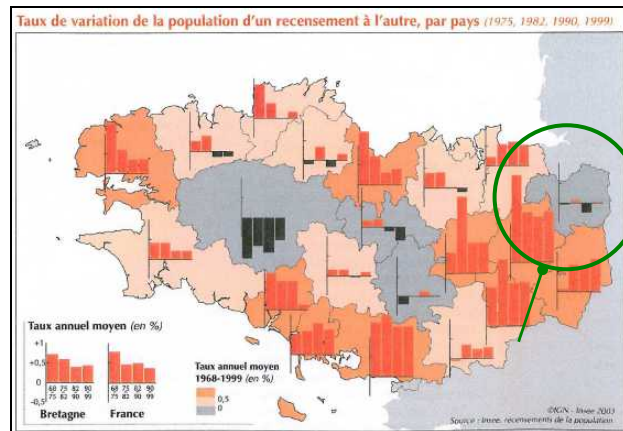 Taux de variation de la population d'un recensement à l'autre, par pays (1975, 1982, 1990, 1999)
Taux annuel moyen (en %)
+1
+0,5
0
-0,5
68 75 82 90
75 82 90 99
68 75 82 90
75 82 90 99
Bretagne
France
Taux annuel moyen
1968-1999 (en %)
0,5
0
©IGN - Insee 2003
Source : Insee, recensements de la population